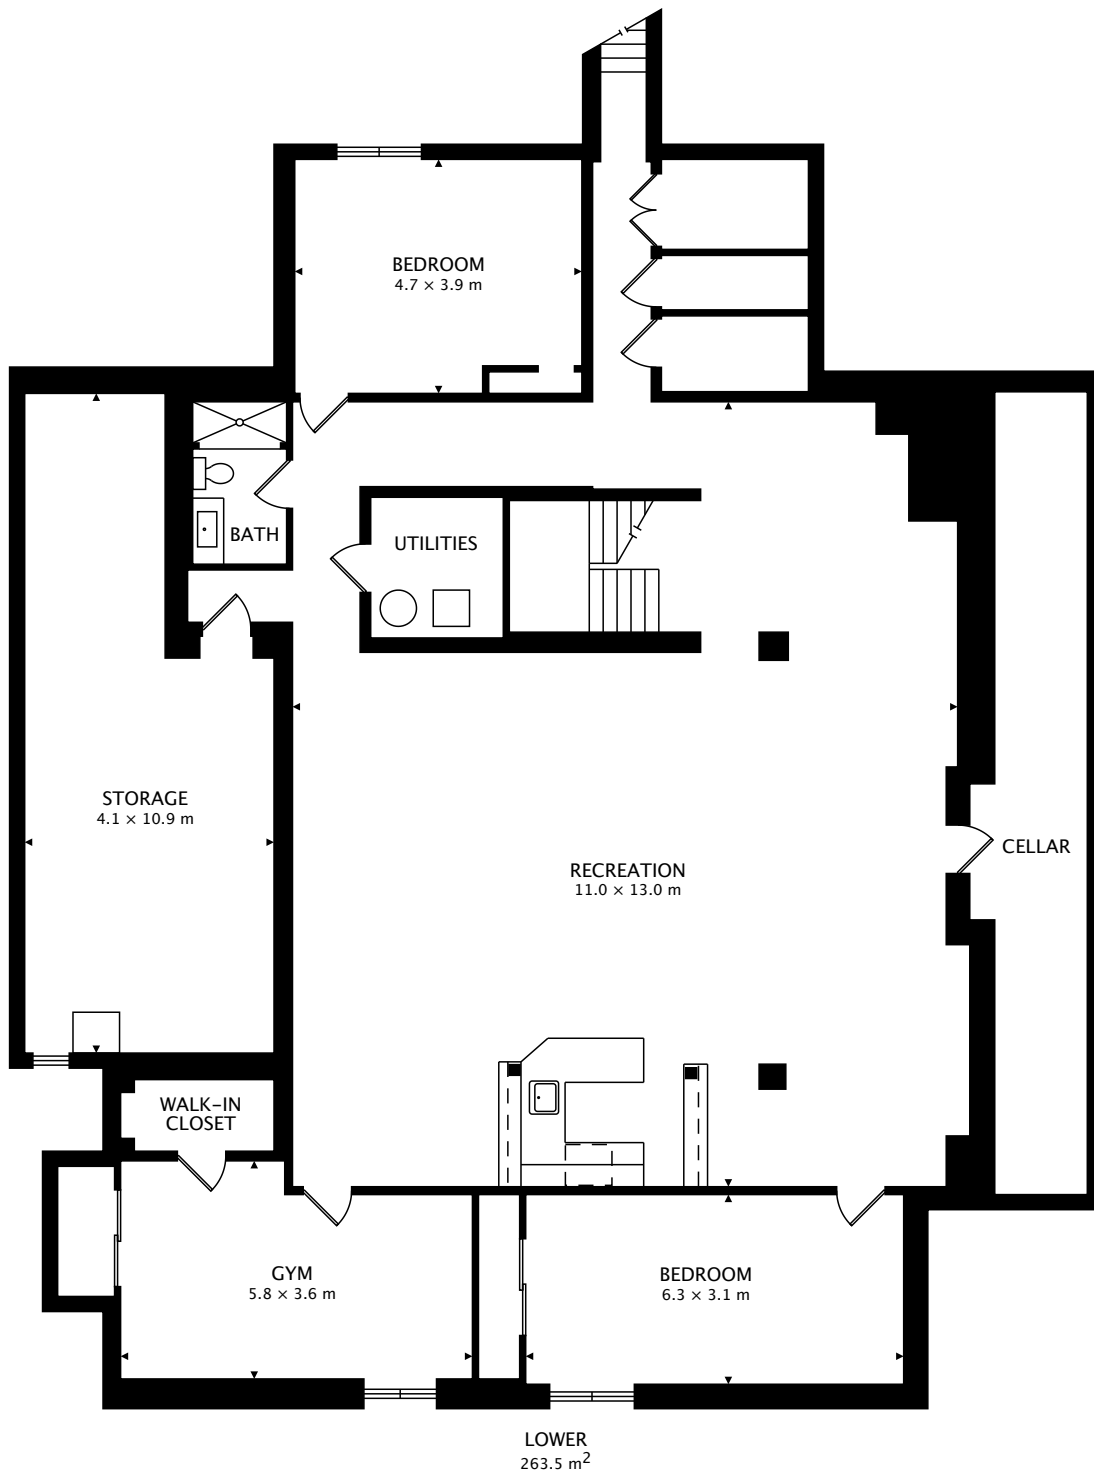 BEDROOM
4.7 × 3.9 m
BATH
UTILITIES
STORAGE
4.1 × 10.9 m
RECREATION
11.0 × 13.0 m
CELLAR
WALK-IN
CLOSET
GYM
5.8 × 3.6 m
BEDROOM
6.3 × 3.1 m
LOWER
263.5 m²